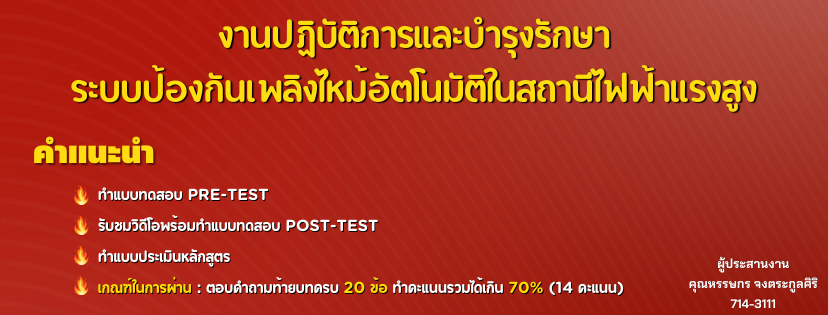 งานปฏิบัติการและบำรุงรักษา
ระบบป้องกันเพลิงไหม้อัตโนมัติในสถานีไฟฟ้าแรงสูง
คำแนะนำ
ทำแบบทดสอบ PRE-TEST
รับชมวิดีโอพร้อมทำแบบทดสอบ POST-TEST
ทำแบบประเมินหลักสูตร
เกณฑ์ในการผ่าน : ตอบคำถามท้ายบทครบ 20 ข้อ ทำคะแนนรวมได้เกิน 70% (14 คะแนน)
ผู้ประสานงาน
คุณหรรษกร จงตระกูลศิริ
714-3111